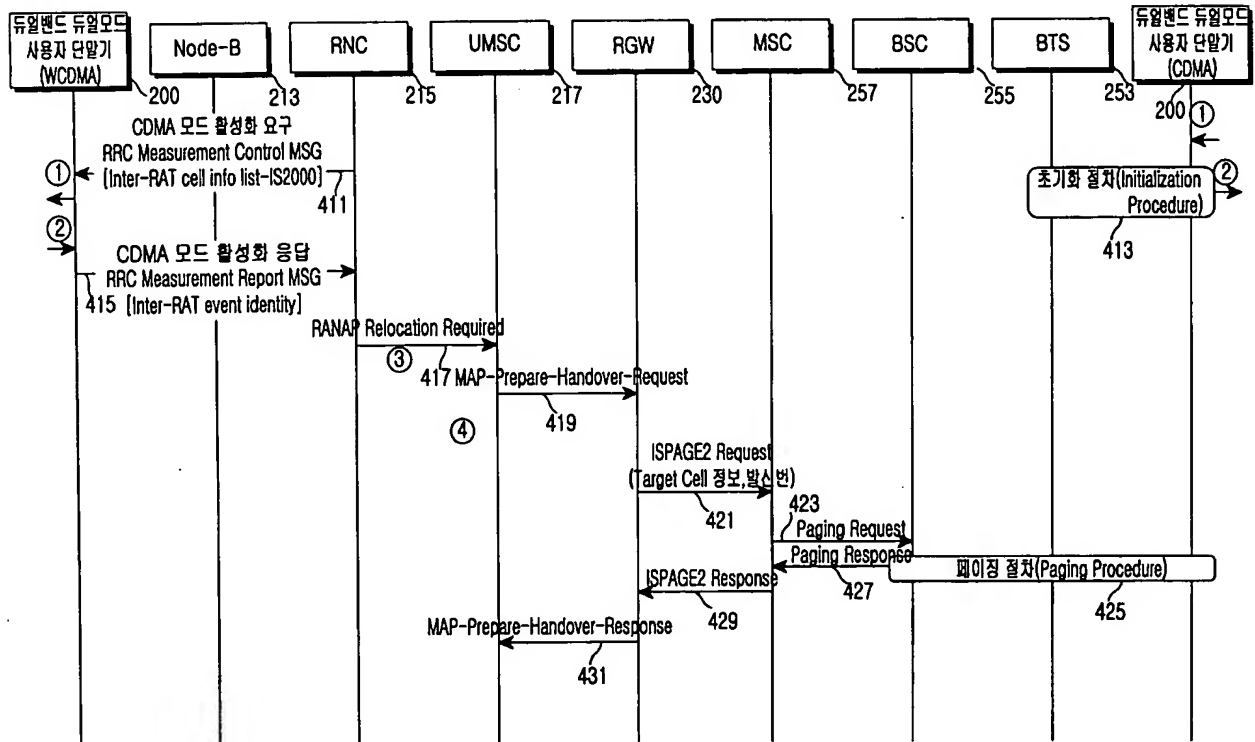 듀얼밴드 듀얼모드
사용자 단말기
(WCDMA)
Node-B
RNC
UMSC
RGW
MSC
BSC
BTS
듀얼밴드 듀얼모드
사용자 단말기
(CDMA)
200
213
215
217
230
257
255
253
200
①
CDMA 모드 활성화 요구
RRC Measurement Control MSG
[Inter-RAT cell info list-IS2000]
①
411
초기화 절차(Initialization
Procedure)
②
413
②
CDMA 모드 활성화 응답
RRC Measurement Report MSG
[Inter-RAT event identity]
415
RANAP Relocation Required
③
417
MAP-Prepare-Handover-Request
419
④
ISPAGE2 Request
(Target Cell 정보,발신번)
421
423
Paging Request
Paging Response
427
페이징 절차(Paging Procedure)
425
ISPAGE2 Response
429
MAP-Prepare-Handover-Response
431